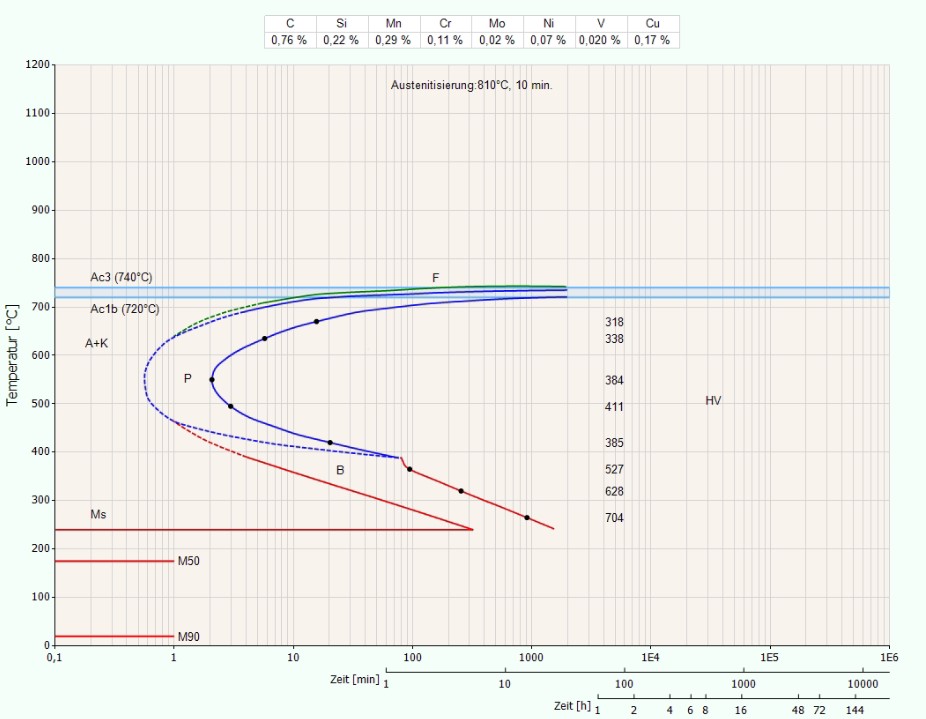 C Si Mn Cr Mo Ni V Cu
0,76 % 0,22 % 0,29 % 0,11 % 0,02 % 0,07 % 0,020 % 0,17 %
Austenitisierung:810°C, 10 min.
1200
1100
1000
900
800
700
600
500
400
300
200
100
0
Temperatur [°C]
Ac3 (740°C)
F
Ac1b (720°C)
A+K
P
B
Ms
M50
M90
318
338
384
411
385
527
628
704
HV
0,1 1 10 100 1000 1E4 1E5 1E6
Zeit [min] 1 10 100 1000 10000
Zeit [h] 1 2 4 6 8 16 48 72 144